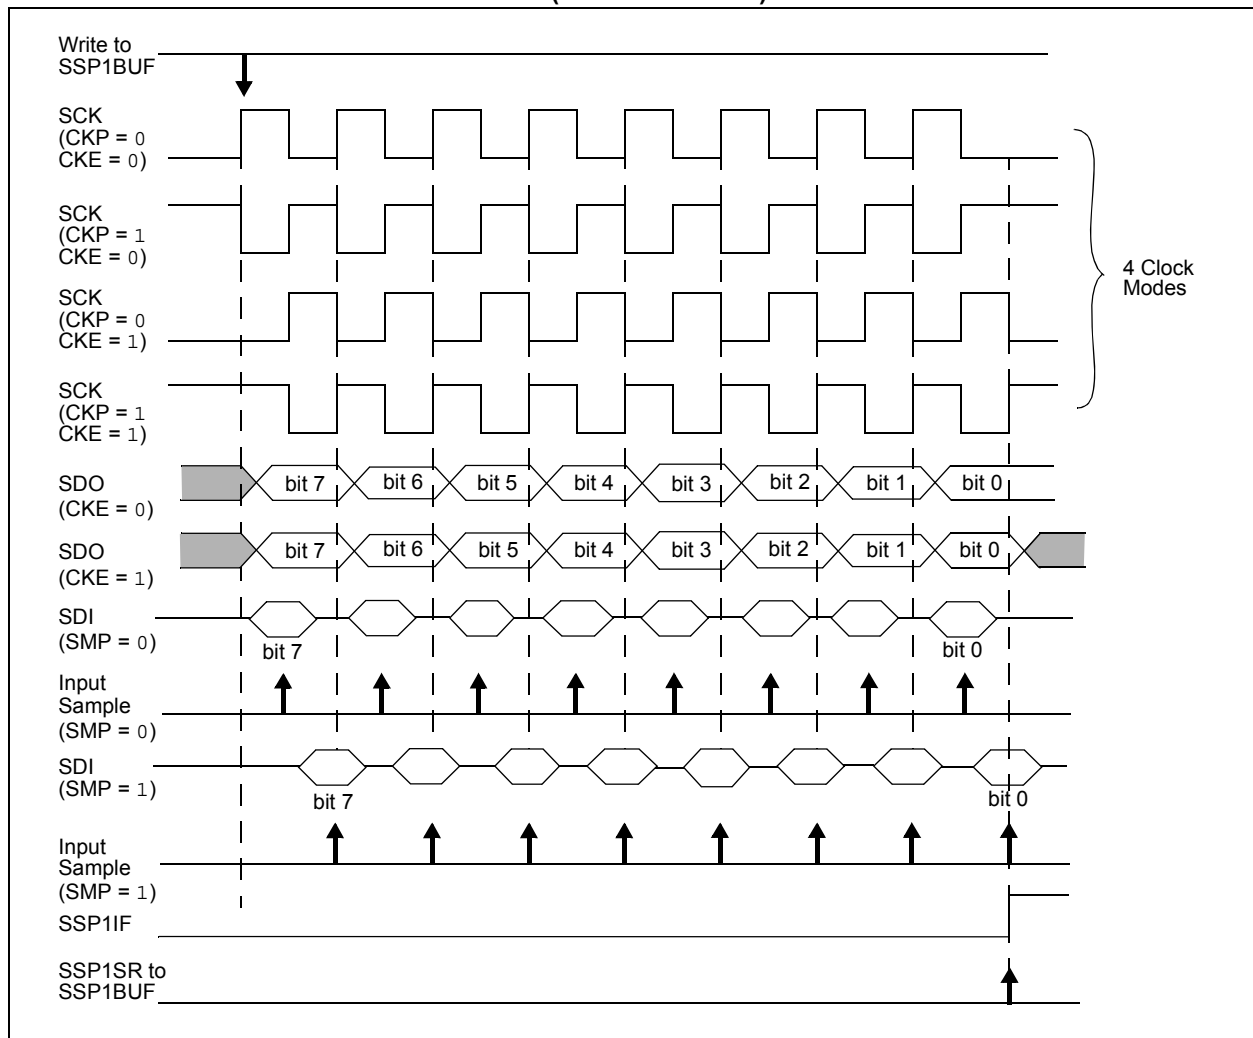 Write to
SSP1BUF
SCK
(CKP = 0
CKE = 0)
SCK
(CKP = 1
CKE = 0)
4 Clock
Modes
SCK
(CKP = 0
CKE = 1)
SCK
(CKP = 1
CKE = 1)
SDO
(CKE = 0)
bit 7 bit 6 bit 5 bit 4 bit 3 bit 2 bit 1 bit 0
SDO
(CKE = 1)
bit 7 bit 6 bit 5 bit 4 bit 3 bit 2 bit 1 bit 0
SDI
(SMP = 0)
bit 7 bit 0
Input
Sample
(SMP = 0)
SDI
(SMP = 1)
bit 7 bit 0
Input
Sample
(SMP = 1)
SSP1IF
SSP1SR to
SSP1BUF